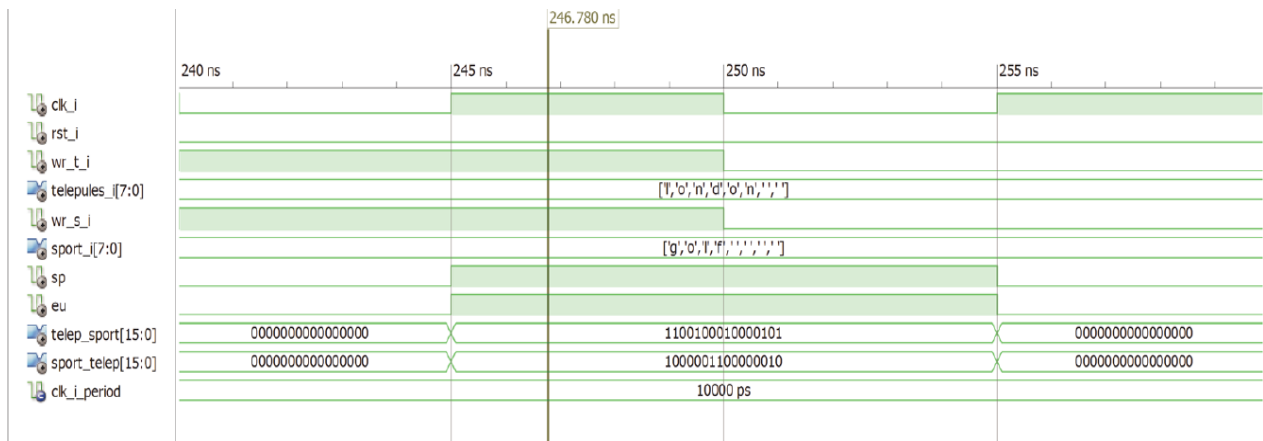 246.780 ns
240 ns 245 ns 250 ns 255 ns
clk_i
rst_i
wr_t_i
telepules_i[7:0] ['l','o','n','d','o','n',' ',' ']
wr_s_i
sport_i[7:0] ['g','o','l','f',' ',' ',' ',' ']
sp
eu
telep_sport[15:0] 0000000000000000 1100100010000101 0000000000000000
sport_telep[15:0] 0000000000000000 1000001100000010 0000000000000000
clk_i_period 10000 ps